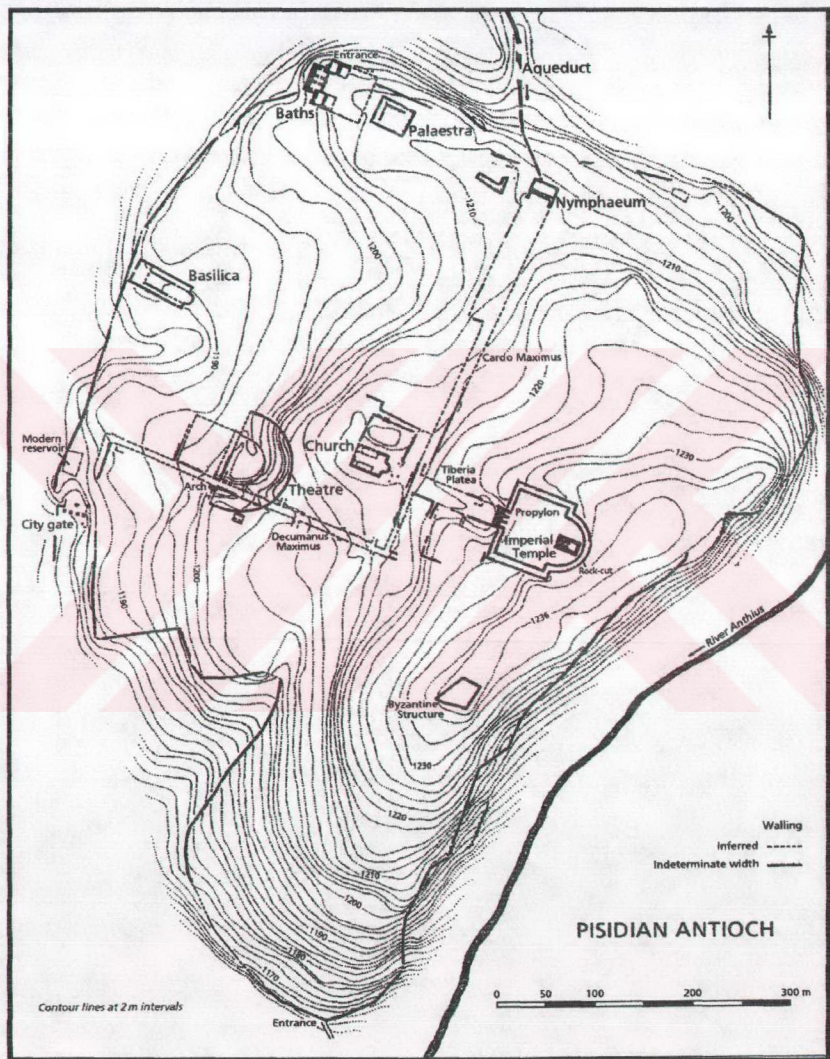 Entrance
Aqueduct
Baths
Palaestra
Nymphaeum
1200
1210
1200
1210
Basilica
1190
Cardo Maximus
1220
Modern
reservoir
Church
1230
Tiberia
Platea
Arch
Theatre
Propylon
City gate
Decumanus
Maximus
Imperial
Temple
Rock-cut
1200
1190
1236
River Anthius
Byzantine
Structure
1230
1220
Walling
Inferred
Indeterminate width
1210
1200
1190
1180
1170
PISIDIAN ANTIOCH
Contour lines at 2 m intervals
0 50 100 200 300 m
Entrance